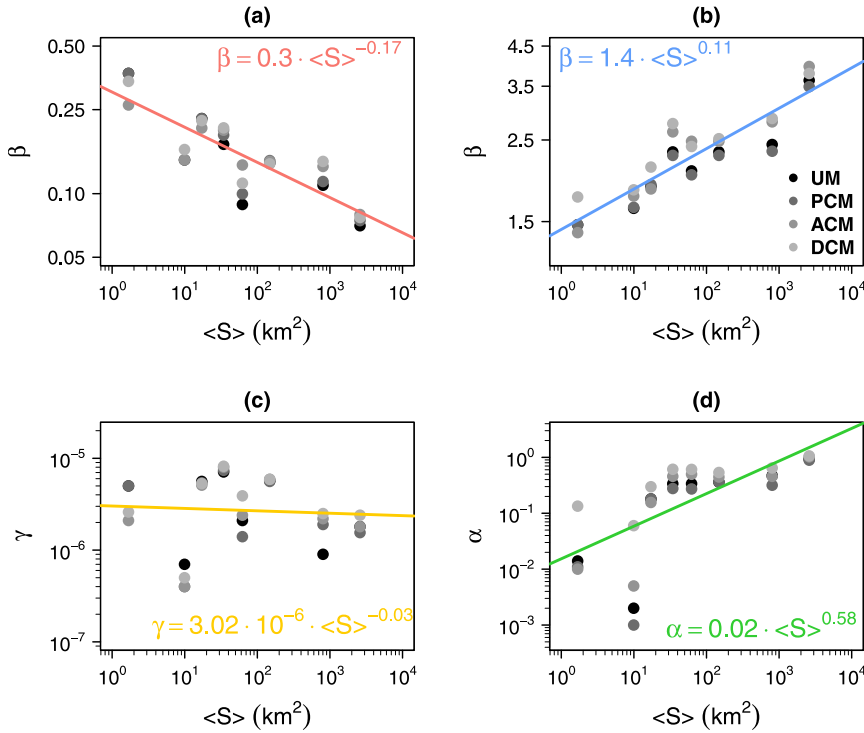 (a)
β = 0.3 · <S>^−0.17
0.50
0.25
0.10
0.05
β
10^0 10^1 10^2 10^3 10^4
<S> (km^2)
(b)
β = 1.4 · <S>^0.11
4.5
3.5
2.5
1.5
β
UM
PCM
ACM
DCM
10^0 10^1 10^2 10^3 10^4
<S> (km^2)
(c)
10^−5
10^−6
10^−7
γ
γ = 3.02 · 10^−6 · <S>^−0.03
10^0 10^1 10^2 10^3 10^4
<S> (km^2)
(d)
10^0
10^−1
10^−2
10^−3
α
α = 0.02 · <S>^0.58
10^0 10^1 10^2 10^3 10^4
<S> (km^2)